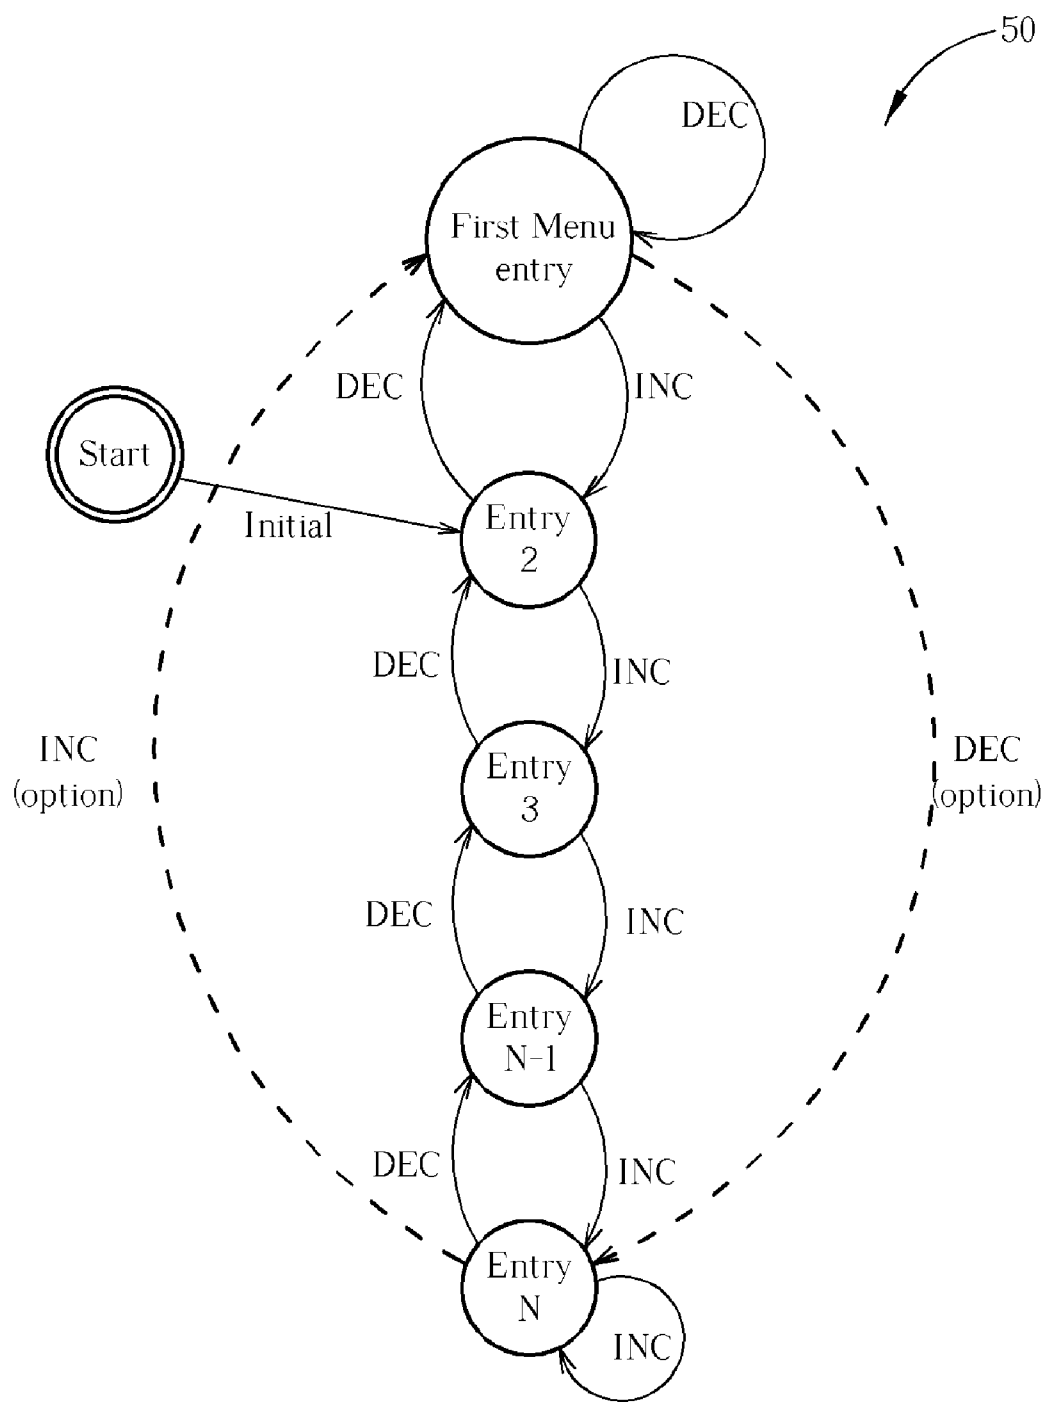 50
DEC
First Menu
entry
DEC
INC
Start
Initial
Entry
2
DEC
INC
INC
(option)
DEC
(option)
Entry
3
DEC
INC
Entry
N-1
DEC
INC
Entry
N
INC